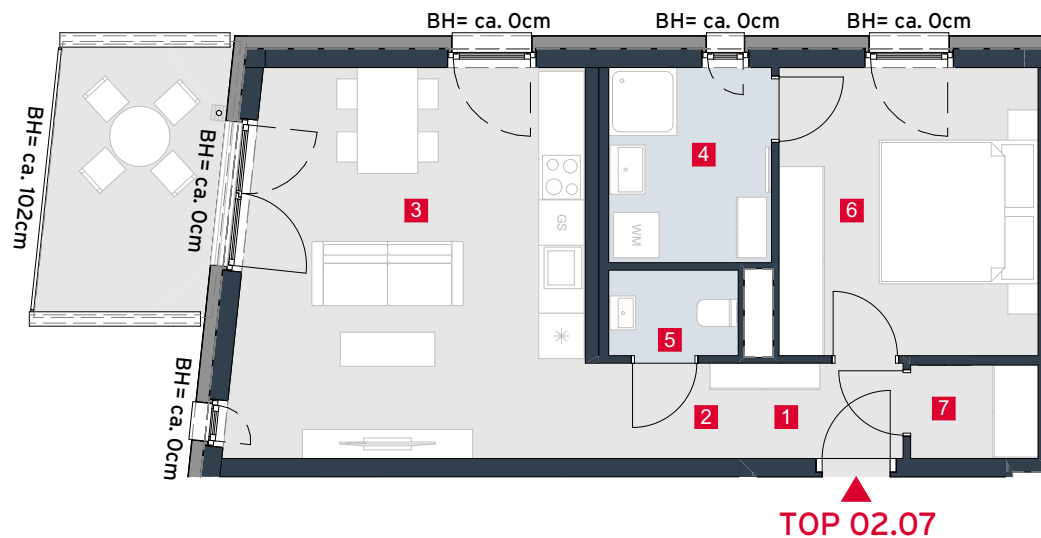 BH= ca. 0cm
BH= ca. 0cm
BH= ca. 0cm
BH= ca. 102cm
BH= ca. 0cm
4
3
GS
6
WM
5
BH= ca. 0cm
2
1
7
TOP 02.07